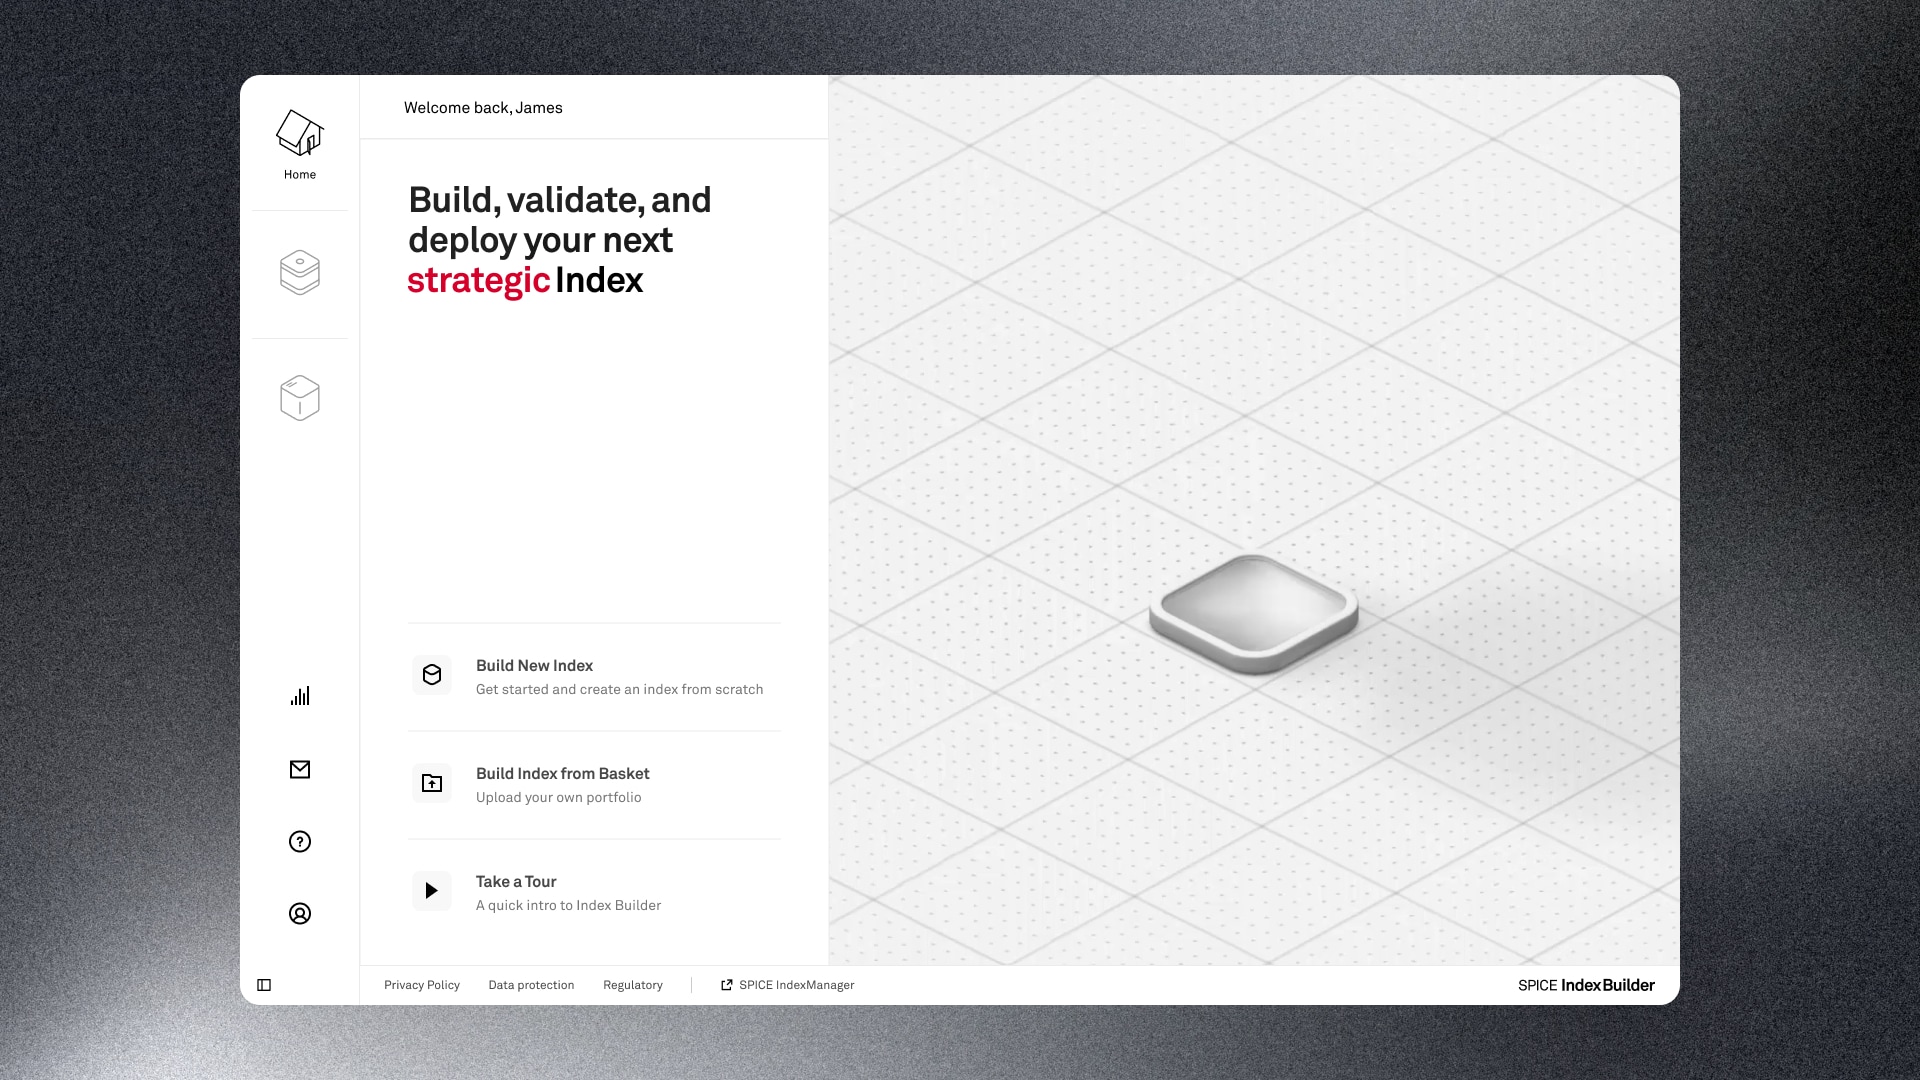 Welcome back, James
Home
Build, validate, and
deploy your next
strategic Index
Build New Index
Get started and create an index from scratch
Build Index from Basket
Upload your own portfolio
Take a Tour
A quick intro to Index Builder
Privacy Policy
Data protection
Regulatory
SPICE IndexManager
SPICE IndexBuilder